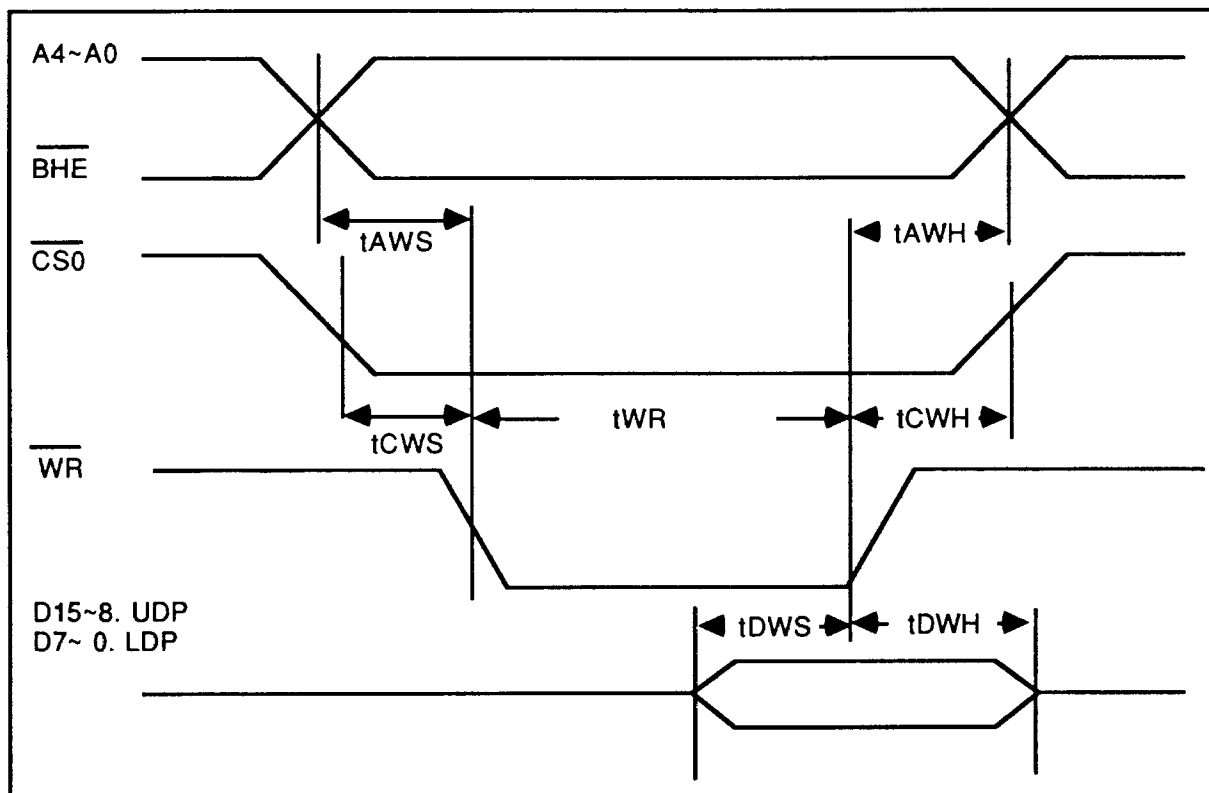 A4~A0
BHE
tAWS
tAWH
CS0
tCWS
tWR
tCWH
WR
D15~8. UDP
D7~ 0. LDP
tDWS
tDWH